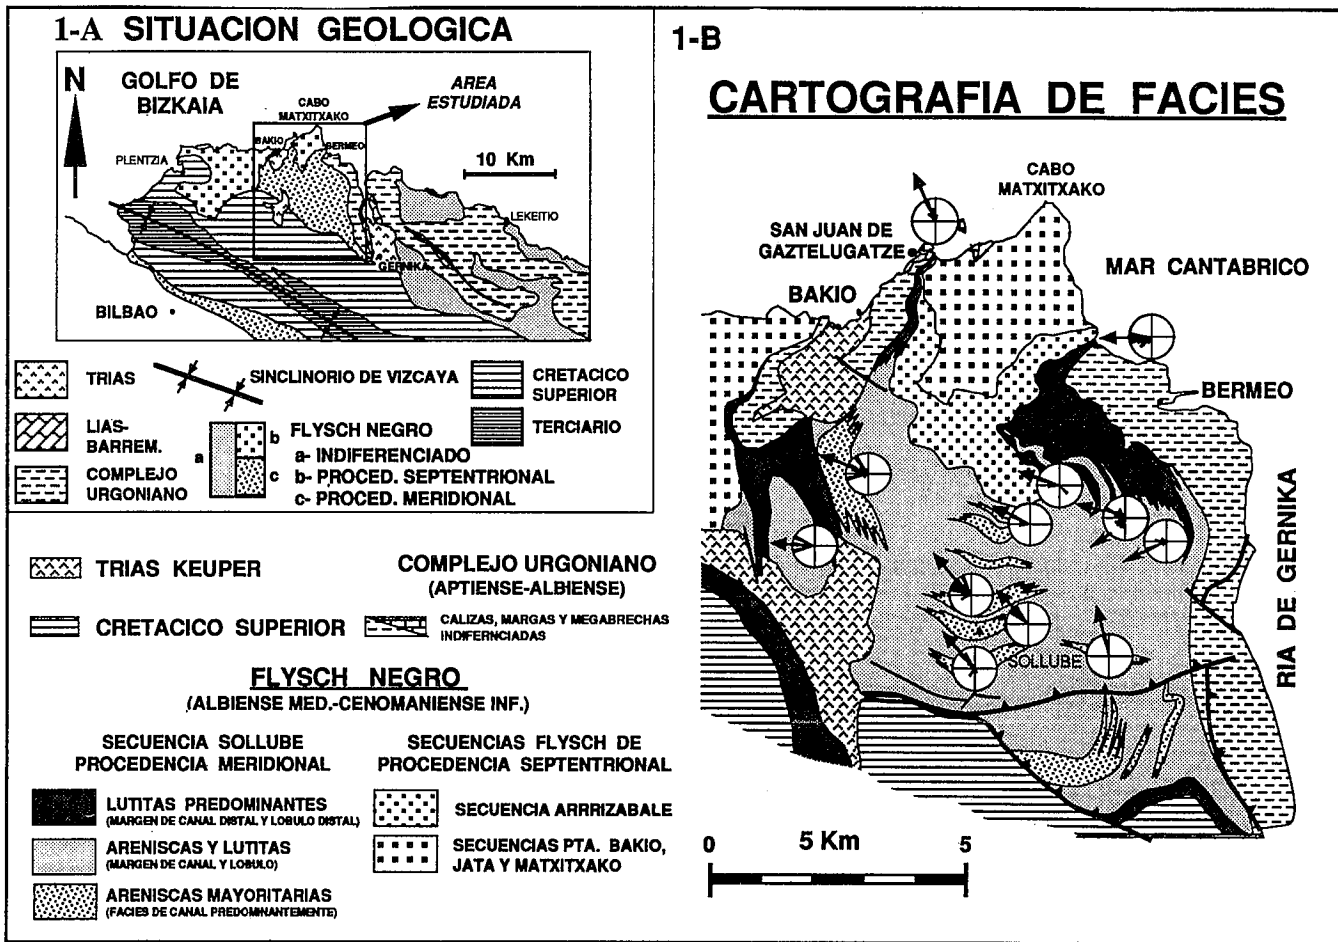 1-A SITUACION GEOLOGICA
N
GOLFO DE
BIZKAIA
CABO
MATXITXAKO
AREA
ESTUDIADA
BAKIO
BERMEO
PLENTZIA
10 Km
LEKEITIO
GERNIKA
BILBAO
TRIAS
SINCLINORIO DE VIZCAYA
CRETACICO
SUPERIOR
LIAS-
BARREM.
TERCIARIO
COMPLEJO
URGONIANO
a
b
c
FLYSCH NEGRO
a- INDIFERENCIADO
b- PROCED. SEPTENTRIONAL
c- PROCED. MERIDIONAL
TRIAS KEUPER
COMPLEJO URGONIANO
(APTIENSE-ALBIENSE)
CRETACICO SUPERIOR
CALIZAS, MARGAS Y MEGABRECHAS
INDIFERNCIADAS
FLYSCH NEGRO
(ALBIENSE MED.-CENOMANIENSE INF.)
SECUENCIA SOLLUBE
PROCEDENCIA MERIDIONAL
LUTITAS PREDOMINANTES
(MARGEN DE CANAL DISTAL Y LOBULO DISTAL)
ARENISCAS Y LUTITAS
(MARGEN DE CANAL Y LOBULO)
ARENISCAS MAYORITARIAS
(FACIES DE CANAL PREDOMINANTEMENTE)
SECUENCIAS FLYSCH DE
PROCEDENCIA SEPTENTRIONAL
SECUENCIA ARRRIZABALE
SECUENCIAS PTA. BAKIO,
JATA Y MATXITXAKO
1-B
CARTOGRAFIA DE FACIES
CABO
MATXITXAKO
SAN JUAN DE
GAZTELUGATZE
MAR CANTABRICO
BAKIO
BERMEO
RIA DE GERNIKA
SOLLUBE
0
5 Km
5